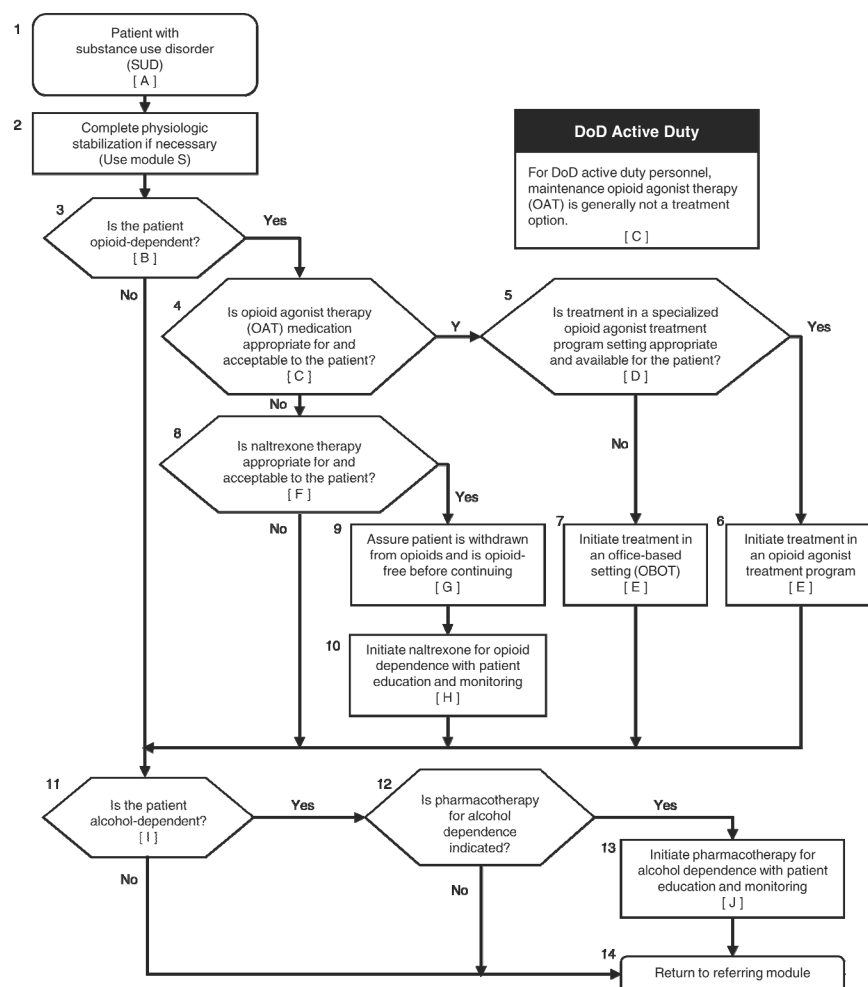 1
Patient with
substance use disorder
(SUD)
[ A ]
2
Complete physiologic
stabilization if necessary
(Use module S)
DoD Active Duty
For DoD active duty personnel,
maintenance opioid agonist therapy
(OAT) is generally not a treatment
option.
[ C ]
3
Is the patient
opioid-dependent?
[ B ]
Yes
No
4
Is opioid agonist therapy
(OAT) medication
appropriate for and
acceptable to the patient?
[ C ]
Y
No
5
Is treatment in a specialized
opioid agonist treatment
program setting appropriate
and available for the patient?
[ D ]
Yes
No
8
Is naltrexone therapy
appropriate for and
acceptable to the patient?
[ F ]
Yes
No
9
Assure patient is withdrawn
from opioids and is opioid-
free before continuing
[ G ]
7
Initiate treatment in
an office-based
setting (OBOT)
[ E ]
6
Initiate treatment in
an opioid agonist
treatment program
[ E ]
10
Initiate naltrexone for opioid
dependence with patient
education and monitoring
[ H ]
11
Is the patient
alcohol-dependent?
[ I ]
Yes
No
12
Is pharmacotherapy
for alcohol
dependence
indicated?
Yes
No
13
Initiate pharmacotherapy for
alcohol dependence with patient
education and monitoring
[ J ]
14
Return to referring module